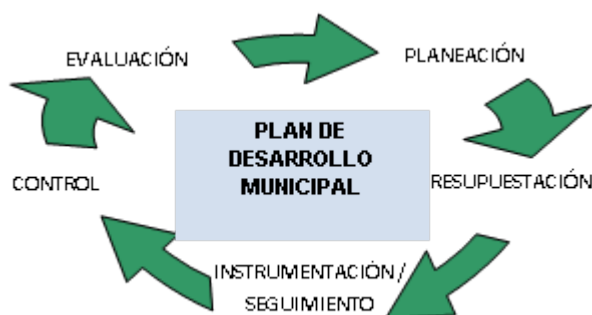 EVALUACIÓN
PLANEACIÓN
PLAN DE
DESARROLLO
MUNICIPAL
CONTROL
RESUPUESTACIÓN
INSTRUMENTACIÓN /
SEGUIMIENTO